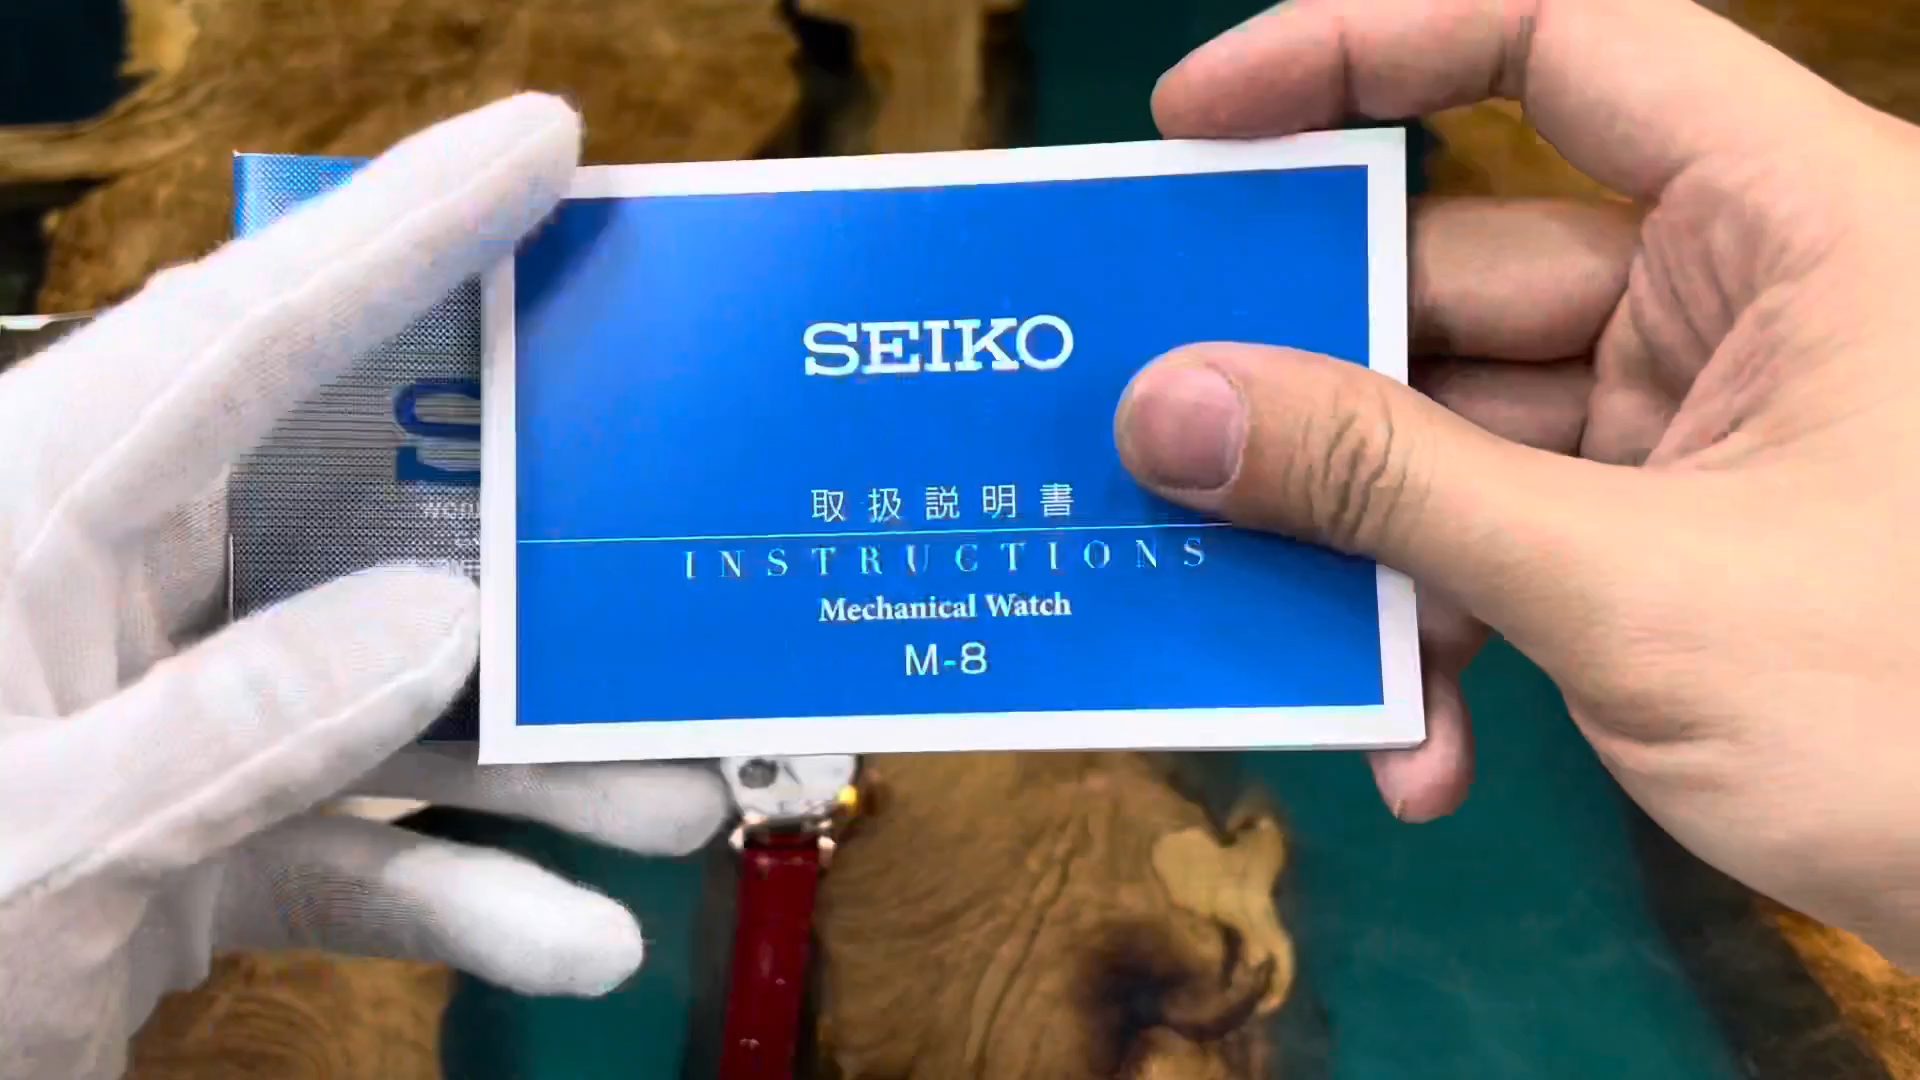 SEIKO
取扱説明書
INSTRUCTIONS
Mechanical Watch
M-8
S